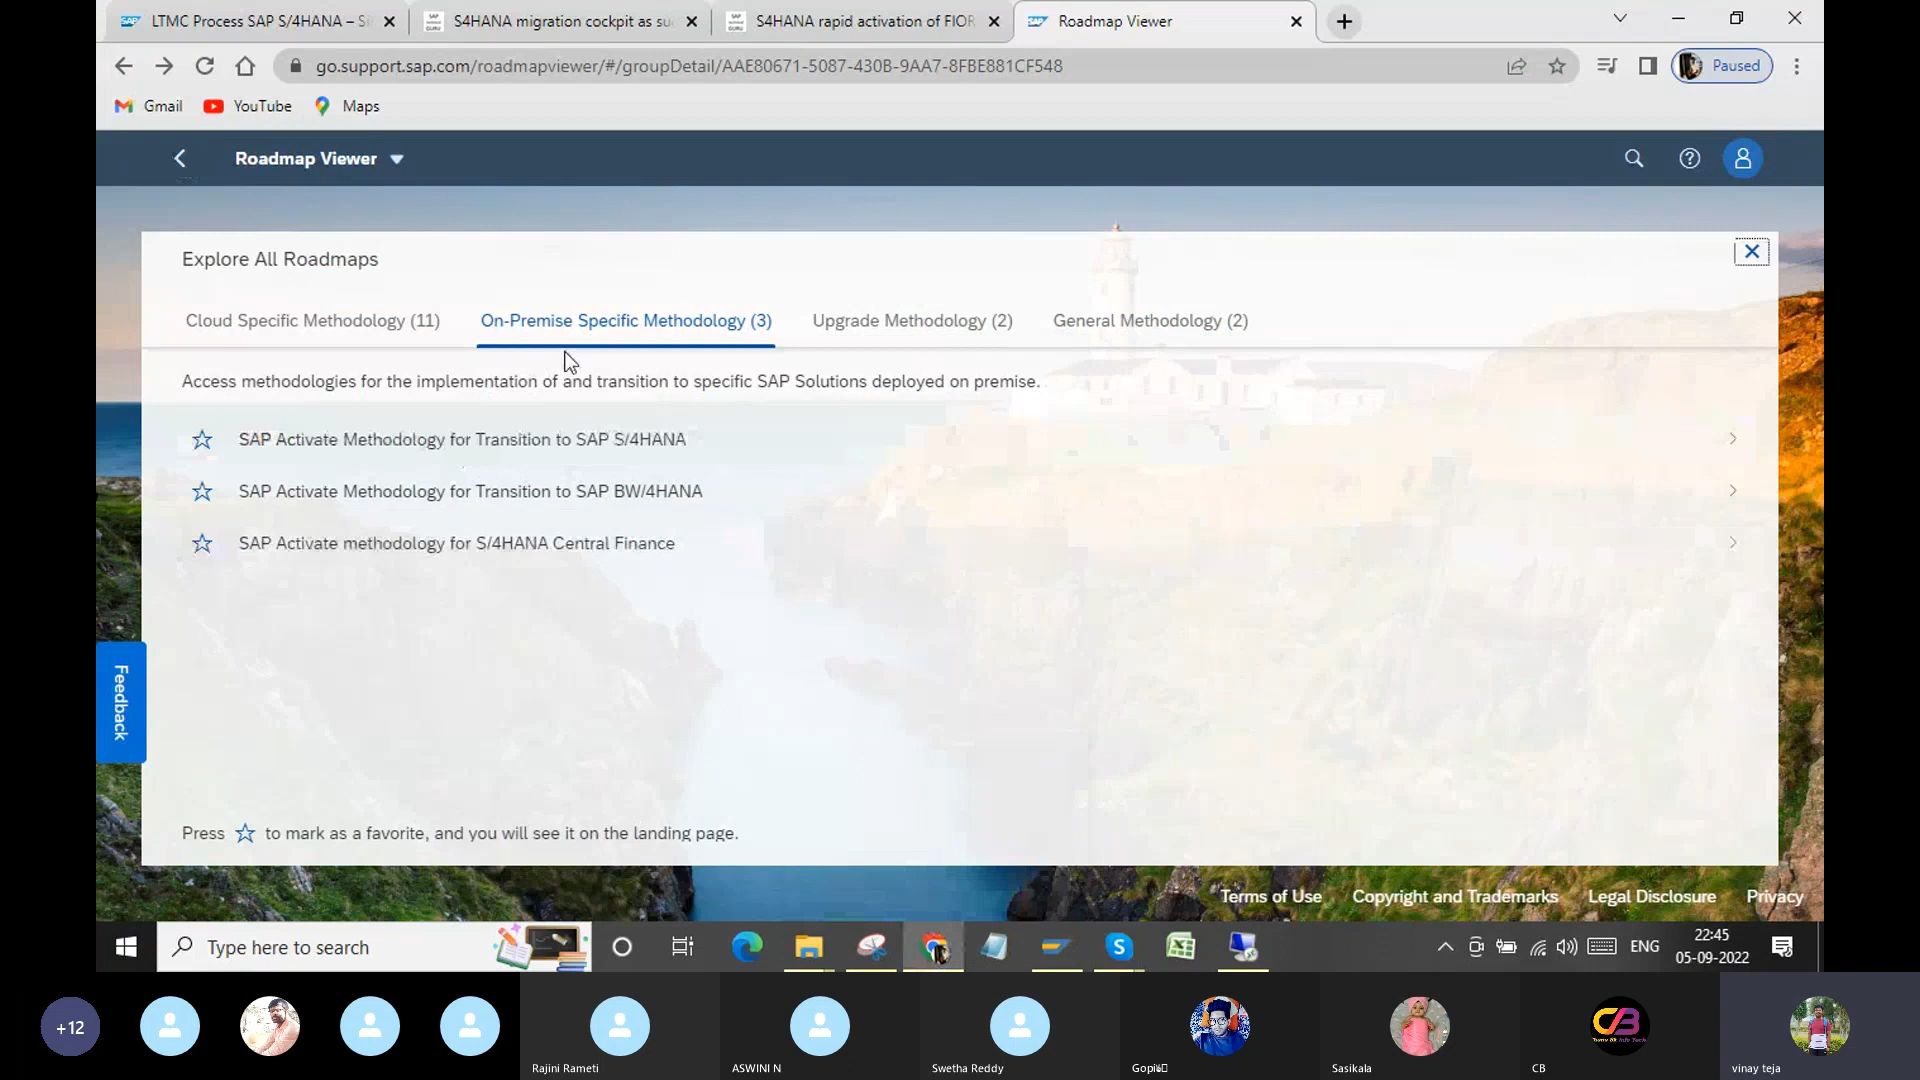 LTMC Process SAP S/4HANA – S
S4HANA migration cockpit as su
S4HANA rapid activation of FIOR
Roadmap Viewer
go.support.sap.com/roadmapviewer/#/groupDetail/AAE80671-5087-430B-9AA7-8FBE881CF548
Paused
Gmail
YouTube
Maps
Roadmap Viewer
Explore All Roadmaps
Cloud Specific Methodology (11)
On-Premise Specific Methodology (3)
Upgrade Methodology (2)
General Methodology (2)
Access methodologies for the implementation of and transition to specific SAP Solutions deployed on premise.
SAP Activate Methodology for Transition to SAP S/4HANA
SAP Activate Methodology for Transition to SAP BW/4HANA
SAP Activate methodology for S/4HANA Central Finance
Feedback
Press to mark as a favorite, and you will see it on the landing page.
Terms of Use
Copyright and Trademarks
Legal Disclosure
Privacy
Type here to search
ENG
22:45
05-09-2022
+12
Rajini Rameti
ASWINI N
Swetha Reddy
Gopi
Sasikala
CB
vinay teja